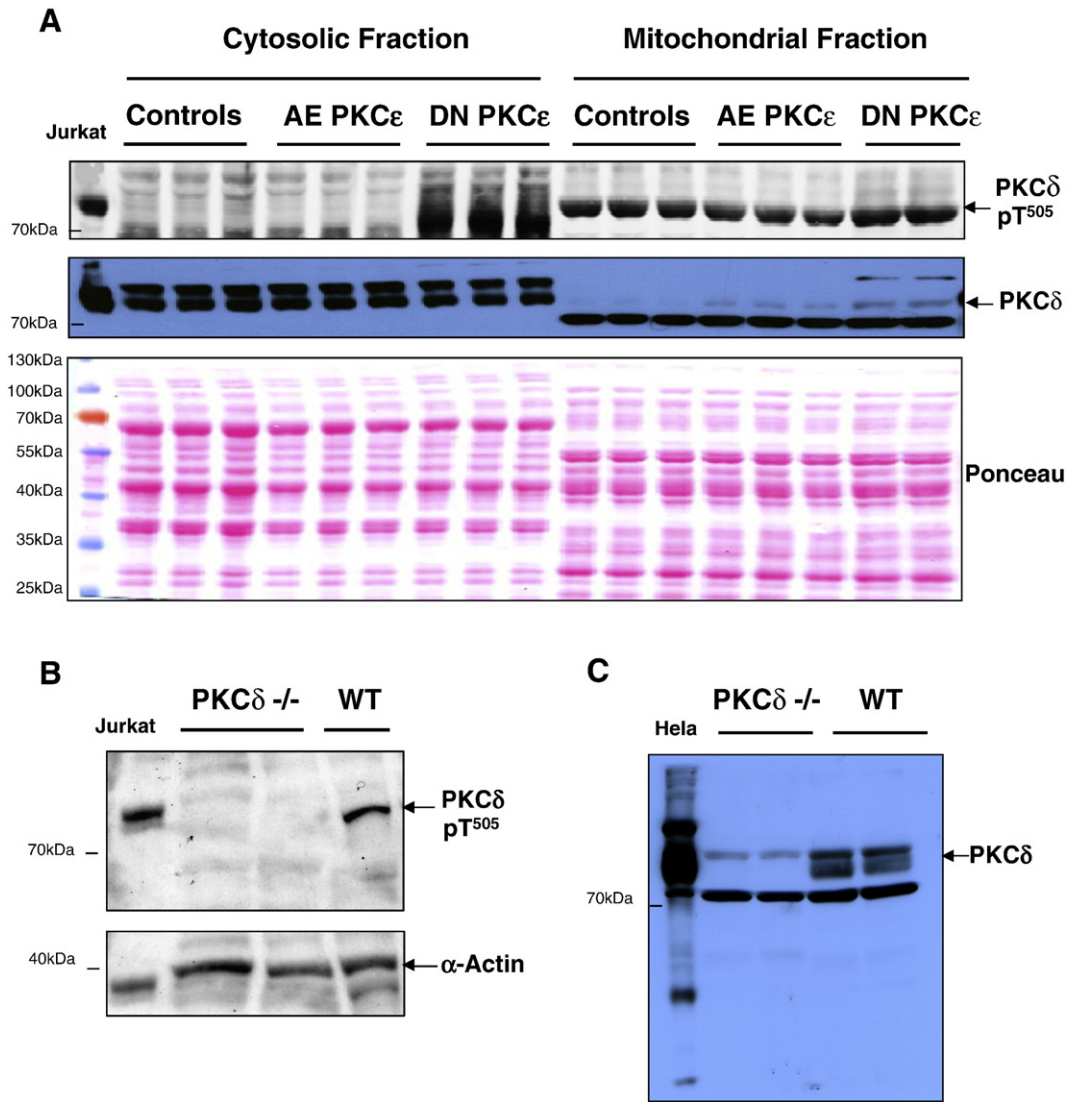 A
Cytosolic Fraction
Mitochondrial Fraction
Jurkat
Controls
AE PKCε
DN PKCε
Controls
AE PKCε
DN PKCε
70kDa
PKCδ
pT505
70kDa
PKCδ
130kDa
100kDa
70kDa
55kDa
40kDa
35kDa
25kDa
Ponceau
B
PKCδ -/-
WT
Jurkat
PKCδ
pT505
70kDa
40kDa
α-Actin
C
PKCδ -/-
WT
Hela
PKCδ
70kDa